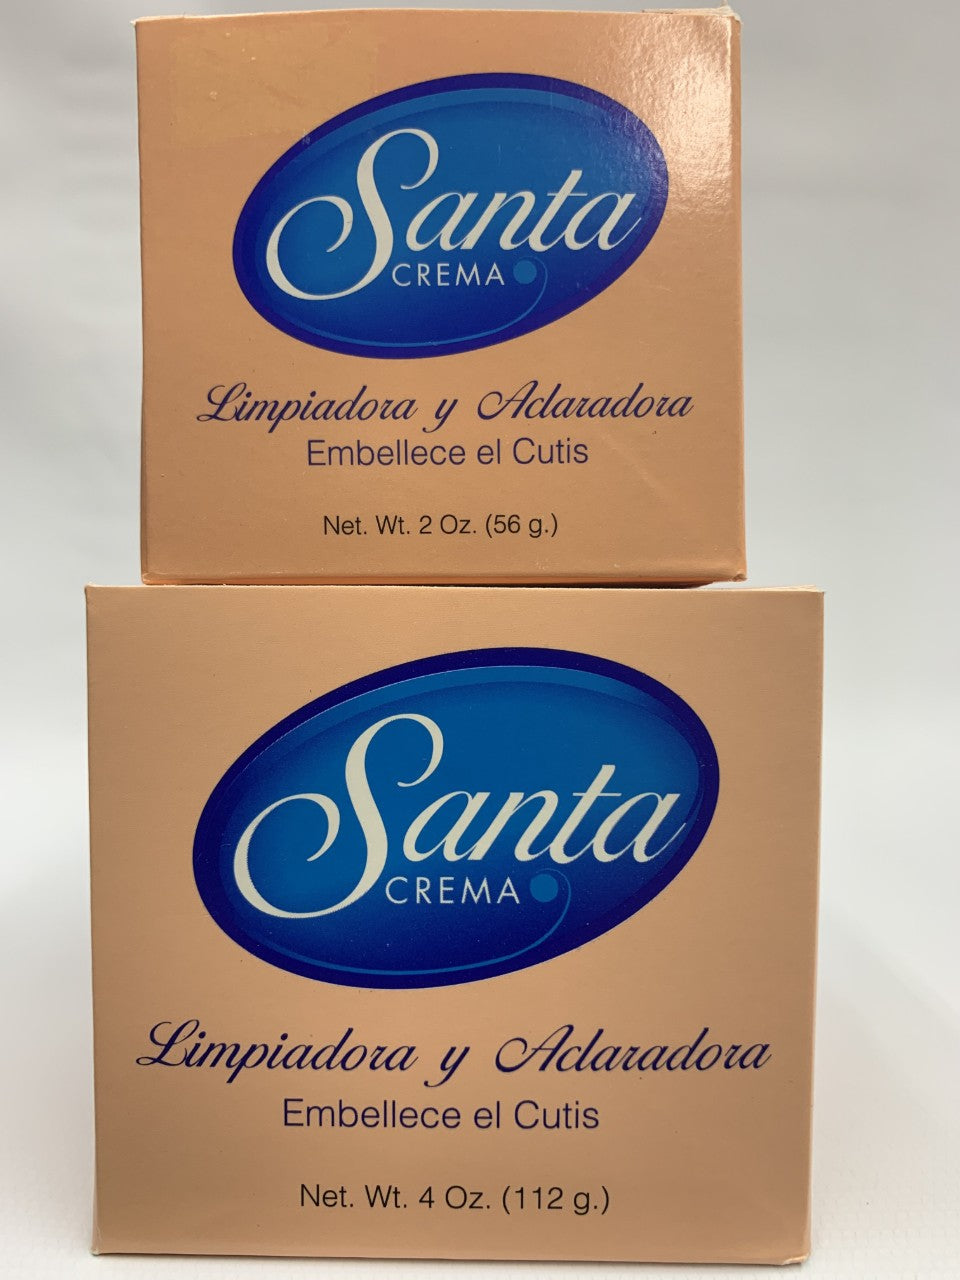 Santa
CREMA
Limpiadora y Aclaradora
Embellece el Cutis
Net. Wt. 2 Oz. (56 g.)
Santa
CREMA
Limpiadora y Aclaradora
Embellece el Cutis
Net. Wt. 4 Oz. (112 g.)